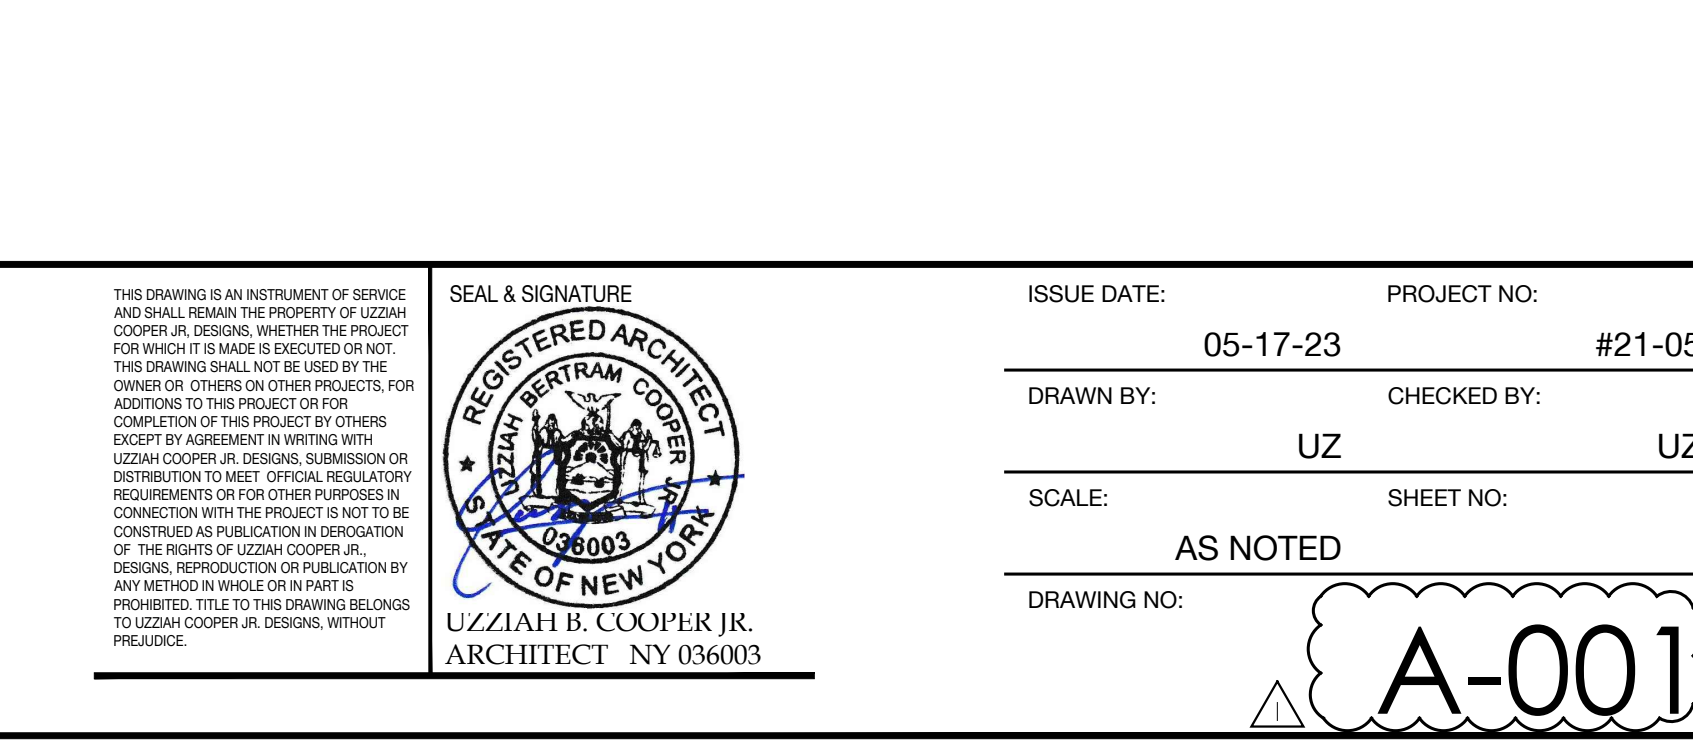 THIS DRAWING IS AN INSTRUMENT OF SERVICE
AND SHALL REMAIN THE PROPERTY OF UZZIAH
COOPER JR, DESIGNS, WHETHER THE PROJECT
FOR WHICH IT IS MADE IS EXECUTED OR NOT.
THIS DRAWING SHALL NOT BE USED BY THE
OWNER OR OTHERS ON OTHER PROJECTS, FOR
ADDITIONS TO THIS PROJECT OR FOR
COMPLETION OF THIS PROJECT BY OTHERS
EXCEPT BY AGREEMENT IN WRITING WITH
UZZIAH COOPER JR. DESIGNS, SUBMISSION OR
DISTRIBUTION TO MEET OFFICIAL REGULATORY
REQUIREMENTS OR FOR OTHER PURPOSES IN
CONNECTION WITH THE PROJECT IS NOT TO BE
CONSTRUED AS PUBLICATION IN DEROGATION
OF THE RIGHTS OF UZZIAH COOPER JR.,
DESIGNS, REPRODUCTION OR PUBLICATION BY
ANY METHOD IN WHOLE OR IN PART IS
PROHIBITED. TITLE TO THIS DRAWING BELONGS
TO UZZIAH COOPER JR. DESIGNS, WITHOUT
PREJUDICE.
SEAL & SIGNATURE
REGISTERED ARCHITECT
UZZIAH BERTRAM COOPER JR.
036003
STATE OF NEW YORK
UZZIAH B. COOPER JR.
ARCHITECT NY 036003
ISSUE DATE:
05-17-23
PROJECT NO:
#21-05
DRAWN BY:
UZ
CHECKED BY:
UZ
SCALE:
AS NOTED
SHEET NO:
DRAWING NO:
1
A-001